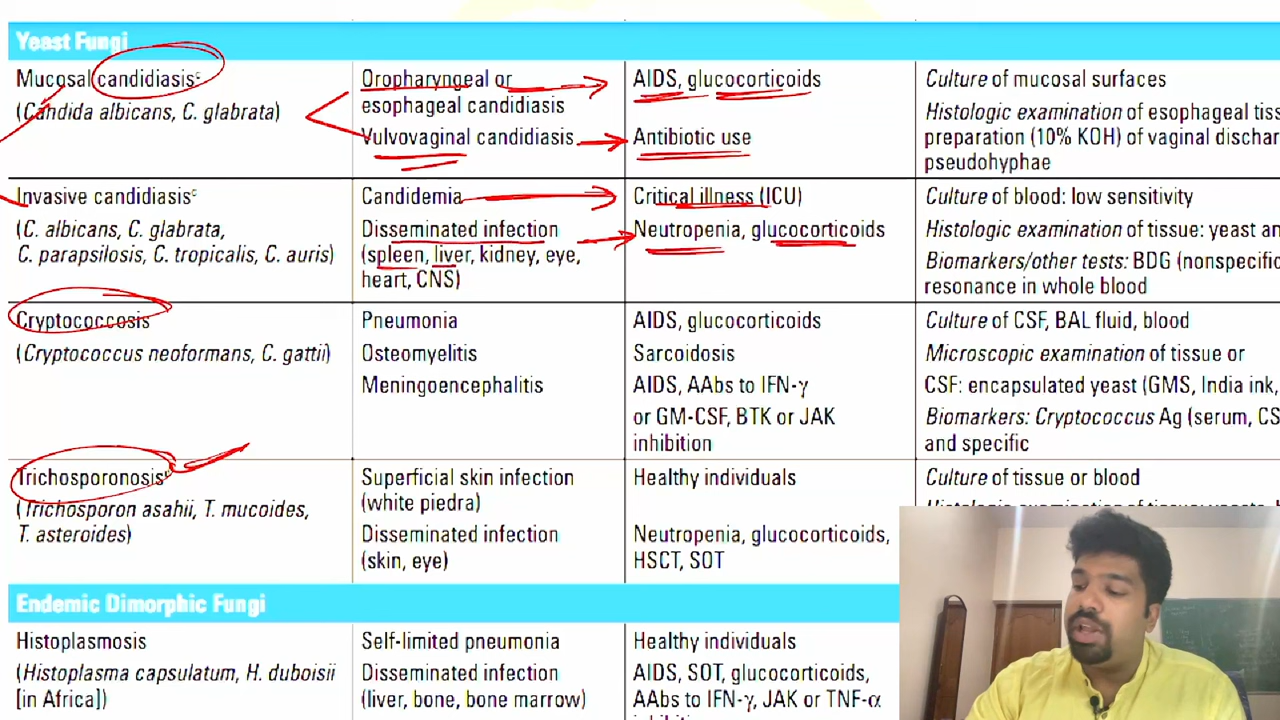 Yeast Fungi
Mucosal candidiasisᶜ
(Candida albicans, C. glabrata)
Oropharyngeal or
esophageal candidiasis
Vulvovaginal candidiasis
AIDS, glucocorticoids
Antibiotic use
Culture of mucosal surfaces
Histologic examination of esophageal tiss
preparation (10% KOH) of vaginal dischar
pseudohyphae
Invasive candidiasisᶜ
(C. albicans, C. glabrata,
C. parapsilosis, C. tropicalis, C. auris)
Candidemia
Disseminated infection
(spleen, liver, kidney, eye,
heart, CNS)
Critical illness (ICU)
Neutropenia, glucocorticoids
Culture of blood: low sensitivity
Histologic examination of tissue: yeast an
Biomarkers/other tests: BDG (nonspecific
resonance in whole blood
Cryptococcosis
(Cryptococcus neoformans, C. gattii)
Pneumonia
Osteomyelitis
Meningoencephalitis
AIDS, glucocorticoids
Sarcoidosis
AIDS, AAbs to IFN-γ
or GM-CSF, BTK or JAK
inhibition
Culture of CSF, BAL fluid, blood
Microscopic examination of tissue or
CSF: encapsulated yeast (GMS, India ink,
Biomarkers: Cryptococcus Ag (serum, CS
and specific
Trichosporonosis
(Trichosporon asahii, T. mucoides,
T. asteroides)
Superficial skin infection
(white piedra)
Disseminated infection
(skin, eye)
Healthy individuals
Neutropenia, glucocorticoids,
HSCT, SOT
Culture of tissue or blood
Endemic Dimorphic Fungi
Histoplasmosis
(Histoplasma capsulatum, H. duboisii
[in Africa])
Self-limited pneumonia
Disseminated infection
(liver, bone, bone marrow)
Healthy individuals
AIDS, SOT, glucocorticoids,
AAbs to IFN-γ, JAK or TNF-α